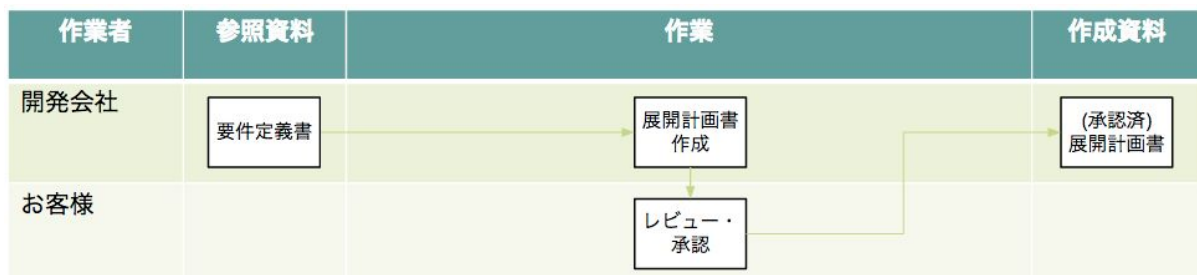 作業者 参照資料 作業 作成資料
開発会社
要件定義書
展開計画書
作成
(承認済)
展開計画書
お客様
レビュー・
承認